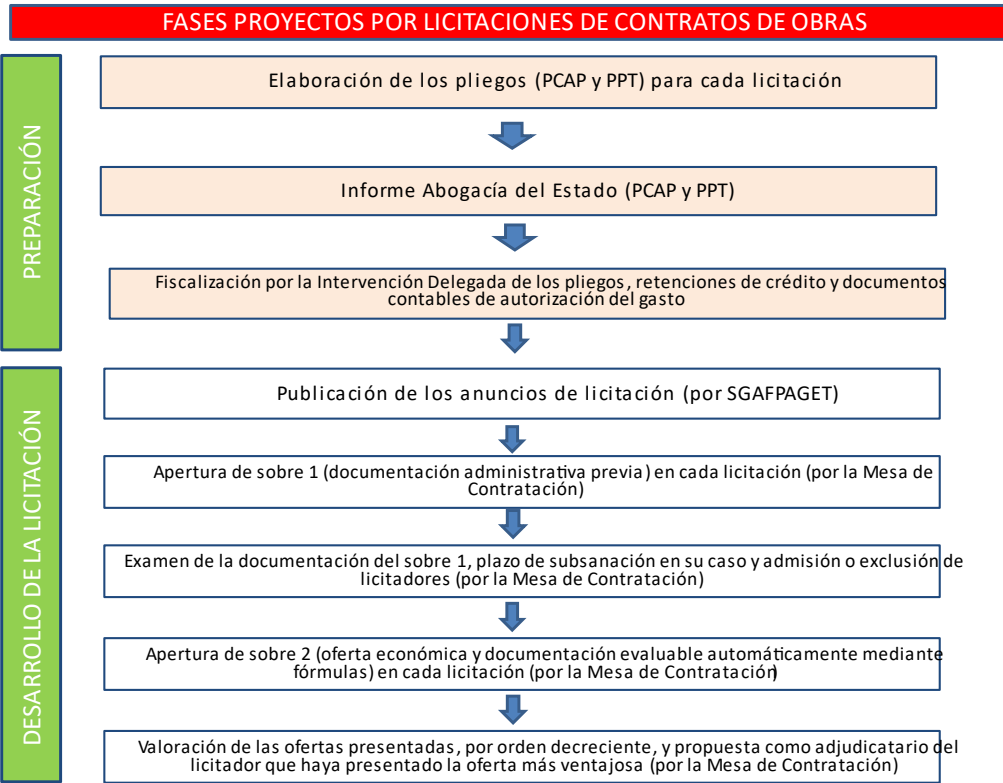 FASES PROYECTOS POR LICITACIONES DE CONTRATOS DE OBRAS
PREPARACIÓN
Elaboración de los pliegos (PCAP y PPT) para cada licitación
Informe Abogacía del Estado (PCAP y PPT)
Fiscalización por la Intervención Delegada de los pliegos, retenciones de crédito y documentos
contables de autorización del gasto
DESARROLLO DE LA LICITACIÓN
Publicación de los anuncios de licitación (por SGAFPAGET)
Apertura de sobre 1 (documentación administrativa previa) en cada licitación (por la Mesa de
Contratación)
Examen de la documentación del sobre 1, plazo de subsanación en su caso y admisión o exclusión de
licitadores (por la Mesa de Contratación)
Apertura de sobre 2 (oferta económica y documentación evaluable automáticamente mediante
fórmulas) en cada licitación (por la Mesa de Contratación)
Valoración de las ofertas presentadas, por orden decreciente, y propuesta como adjudicatario del
licitador que haya presentado la oferta más ventajosa (por la Mesa de Contratación)